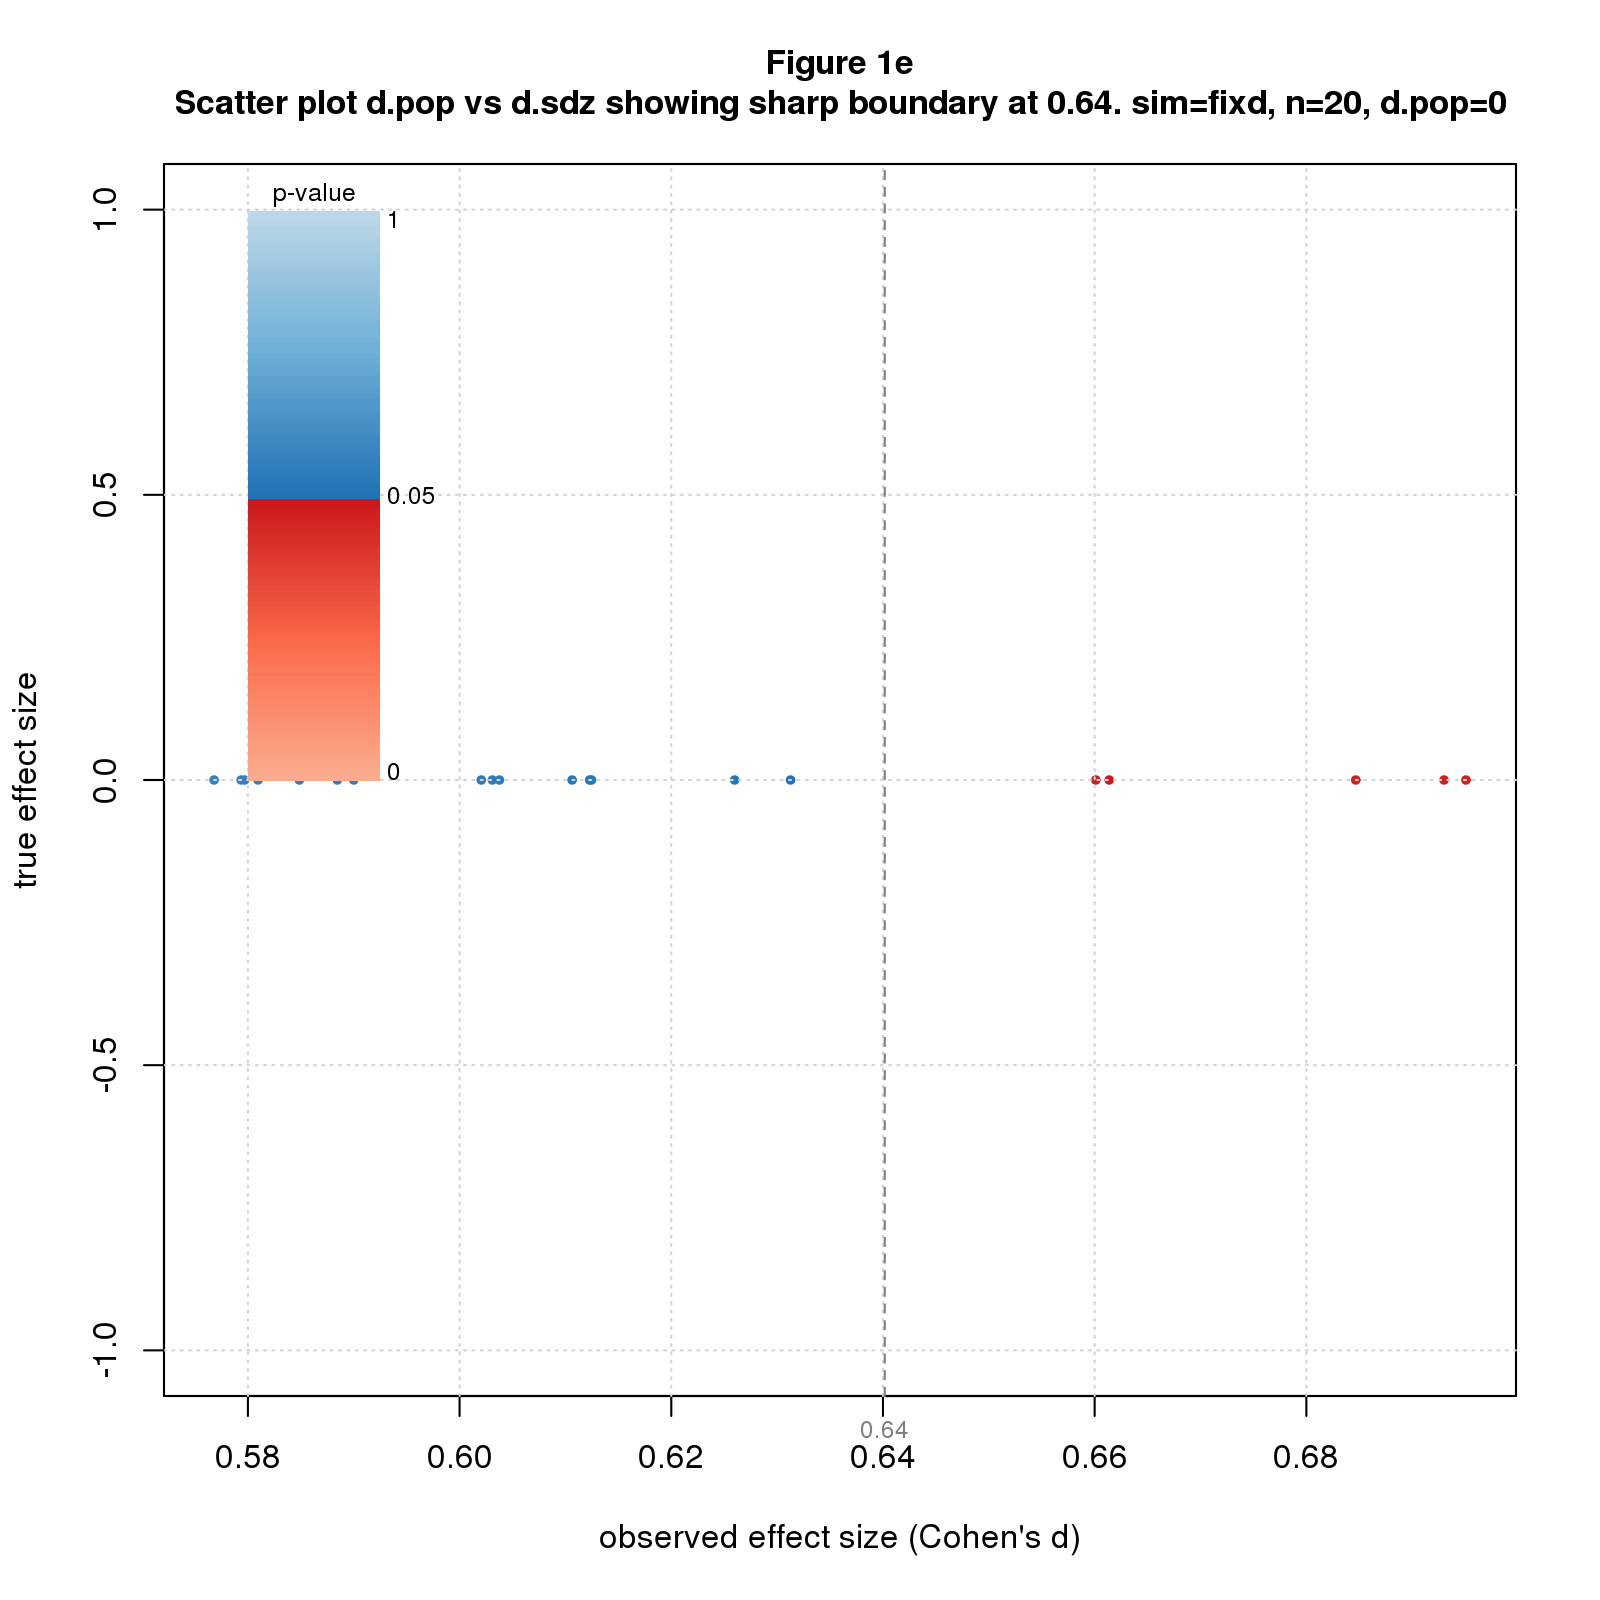 Figure 1e
Scatter plot d.pop vs d.sdz showing sharp boundary at 0.64. sim=fixd, n=20, d.pop=0
p-value
1
0.05
0
1.0
0.5
0.0
-0.5
-1.0
true effect size
0.64
0.58 0.60 0.62 0.64 0.66 0.68
observed effect size (Cohen's d)